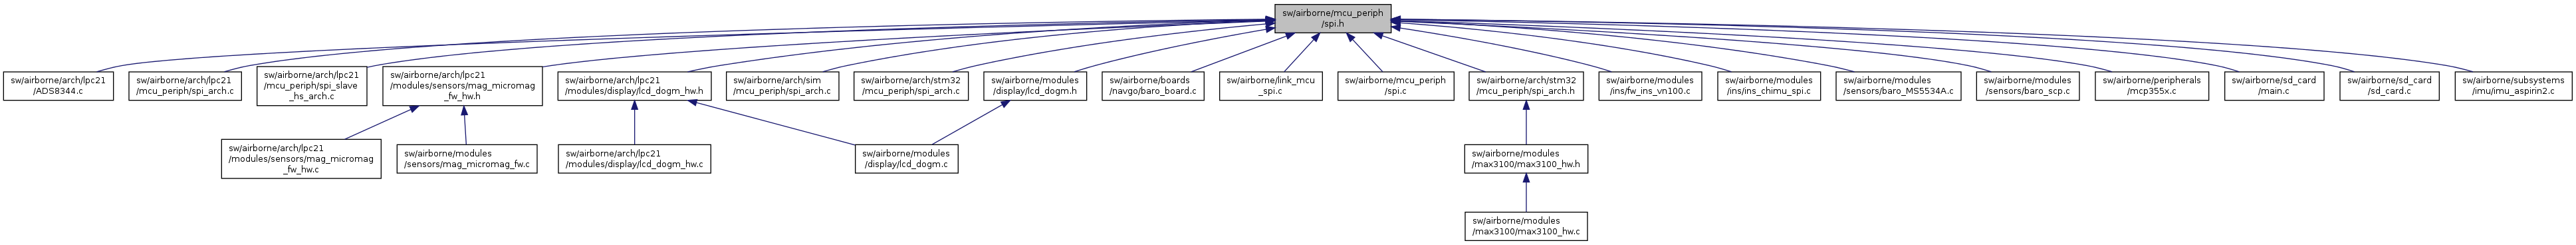 sw/airborne/mcu_periph
/spi.h
sw/airborne/arch/lpc21
/ADS8344.c
sw/airborne/arch/lpc21
/mcu_periph/spi_arch.c
sw/airborne/arch/lpc21
/mcu_periph/spi_slave
_hs_arch.c
sw/airborne/arch/lpc21
/modules/sensors/mag_micromag
_fw_hw.h
sw/airborne/arch/lpc21
/modules/display/lcd_dogm_hw.h
sw/airborne/arch/sim
/mcu_periph/spi_arch.c
sw/airborne/arch/stm32
/mcu_periph/spi_arch.c
sw/airborne/modules
/display/lcd_dogm.h
sw/airborne/boards
/navgo/baro_board.c
sw/airborne/link_mcu
_spi.c
sw/airborne/mcu_periph
/spi.c
sw/airborne/arch/stm32
/mcu_periph/spi_arch.h
sw/airborne/modules
/ins/fw_ins_vn100.c
sw/airborne/modules
/ins/ins_chimu_spi.c
sw/airborne/modules
/sensors/baro_MS5534A.c
sw/airborne/modules
/sensors/baro_scp.c
sw/airborne/peripherals
/mcp355x.c
sw/airborne/sd_card
/main.c
sw/airborne/sd_card
/sd_card.c
sw/airborne/subsystems
/imu/imu_aspirin2.c
sw/airborne/arch/lpc21
/modules/sensors/mag_micromag
_fw_hw.c
sw/airborne/modules
/sensors/mag_micromag_fw.c
sw/airborne/arch/lpc21
/modules/display/lcd_dogm_hw.c
sw/airborne/modules
/display/lcd_dogm.c
sw/airborne/modules
/max3100/max3100_hw.h
sw/airborne/modules
/max3100/max3100_hw.c